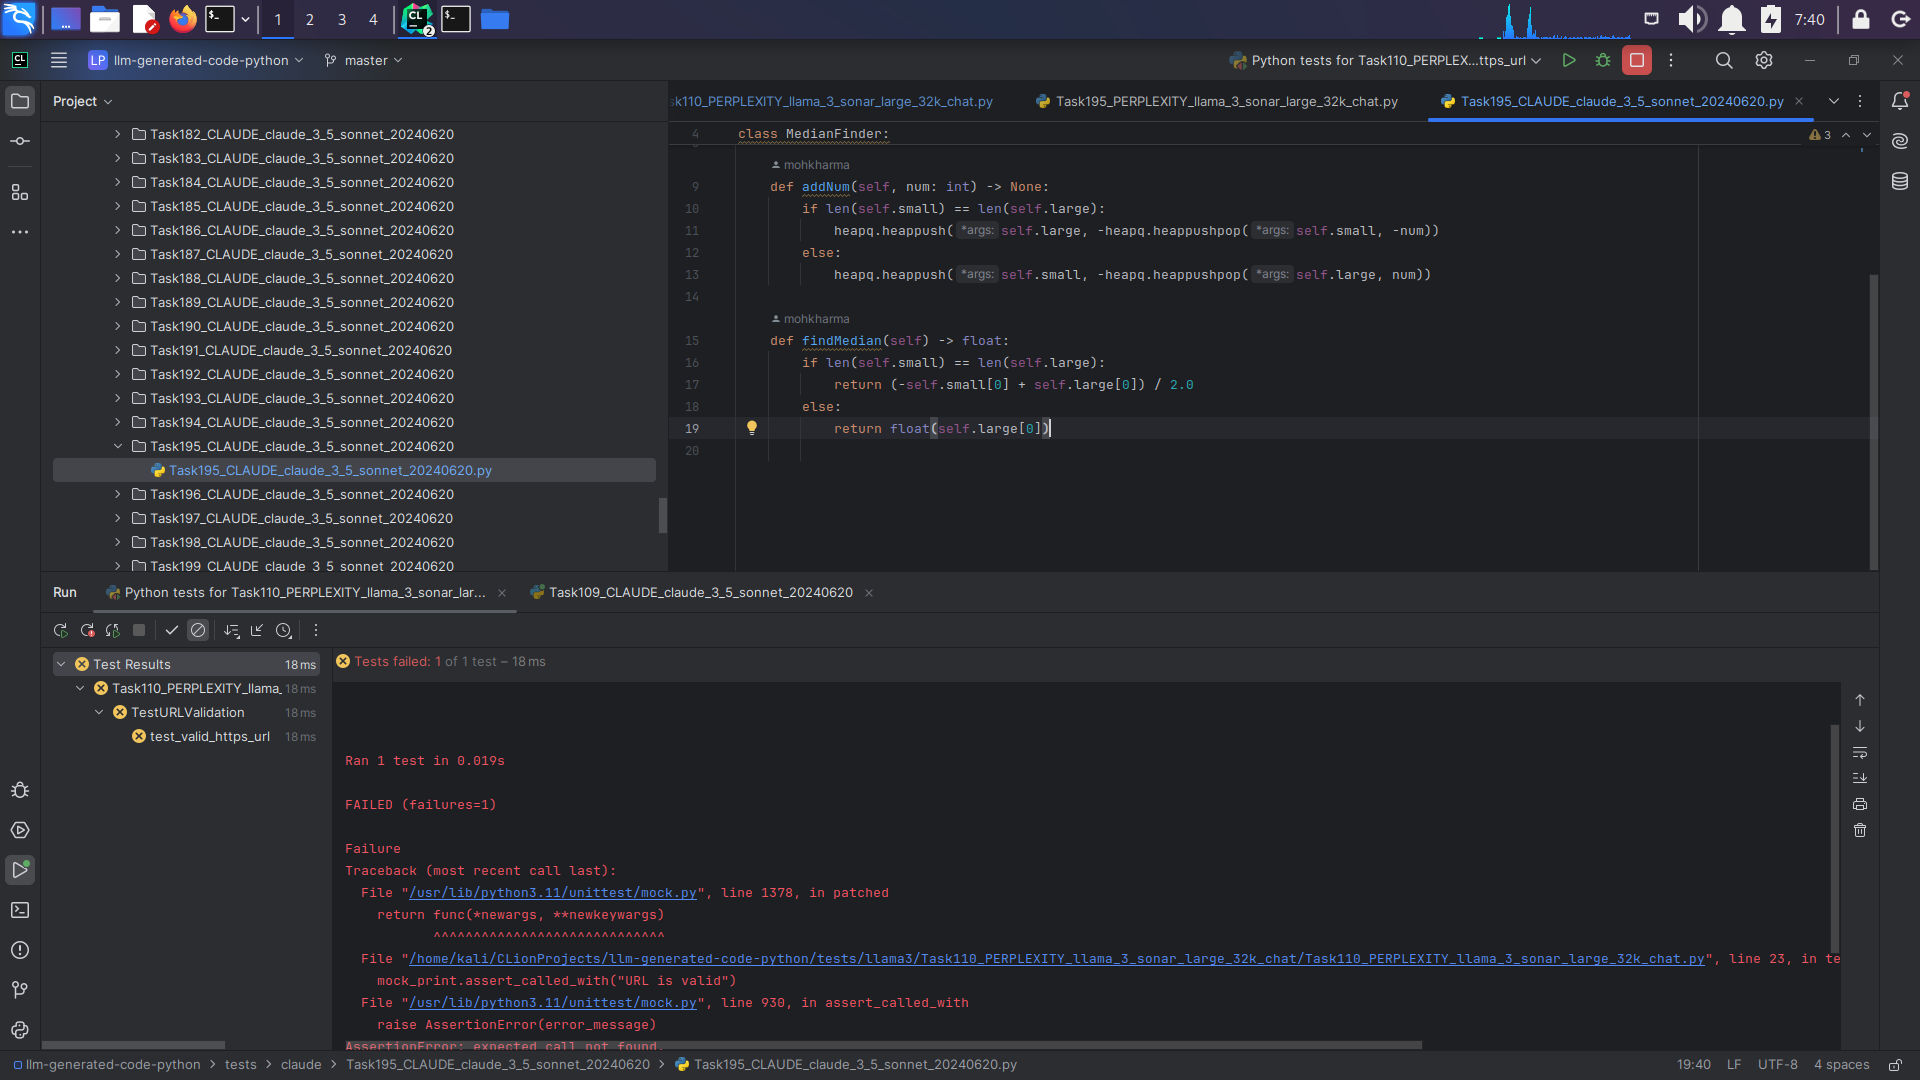 1 2 3 4 2 7:40
LP llm-generated-code-python master Python tests for Task110_PERPLEX...ttps_url
Project
Task182_CLAUDE_claude_3_5_sonnet_20240620
Task183_CLAUDE_claude_3_5_sonnet_20240620
Task184_CLAUDE_claude_3_5_sonnet_20240620
Task185_CLAUDE_claude_3_5_sonnet_20240620
Task186_CLAUDE_claude_3_5_sonnet_20240620
Task187_CLAUDE_claude_3_5_sonnet_20240620
Task188_CLAUDE_claude_3_5_sonnet_20240620
Task189_CLAUDE_claude_3_5_sonnet_20240620
Task190_CLAUDE_claude_3_5_sonnet_20240620
Task191_CLAUDE_claude_3_5_sonnet_20240620
Task192_CLAUDE_claude_3_5_sonnet_20240620
Task193_CLAUDE_claude_3_5_sonnet_20240620
Task194_CLAUDE_claude_3_5_sonnet_20240620
Task195_CLAUDE_claude_3_5_sonnet_20240620
Task195_CLAUDE_claude_3_5_sonnet_20240620.py
Task196_CLAUDE_claude_3_5_sonnet_20240620
Task197_CLAUDE_claude_3_5_sonnet_20240620
Task198_CLAUDE_claude_3_5_sonnet_20240620
Task199_CLAUDE_claude_3_5_sonnet_20240620
sk110_PERPLEXITY_llama_3_sonar_large_32k_chat.py Task195_PERPLEXITY_llama_3_sonar_large_32k_chat.py Task195_CLAUDE_claude_3_5_sonnet_20240620.py
4 class MedianFinder: 3
mohkharma
9 def addNum(self, num: int) -> None:
10 if len(self.small) == len(self.large):
11 heapq.heappush( *args: self.large, -heapq.heappushpop( *args: self.small, -num))
12 else:
13 heapq.heappush( *args: self.small, -heapq.heappushpop( *args: self.large, num))
14
mohkharma
15 def findMedian(self) -> float:
16 if len(self.small) == len(self.large):
17 return (-self.small[0] + self.large[0]) / 2.0
18 else:
19 return float(self.large[0])
20
Run Python tests for Task110_PERPLEXITY_llama_3_sonar_lar... Task109_CLAUDE_claude_3_5_sonnet_20240620
Test Results 18 ms
Task110_PERPLEXITY_llama_ 18 ms
TestURLValidation 18 ms
test_valid_https_url 18 ms
Tests failed: 1 of 1 test – 18 ms
Ran 1 test in 0.019s
FAILED (failures=1)
Failure
Traceback (most recent call last):
File "/usr/lib/python3.11/unittest/mock.py", line 1378, in patched
return func(*newargs, **newkeywargs)
^^^^^^^^^^^^^^^^^^^^^^^^^^^^^
File "/home/kali/CLionProjects/llm-generated-code-python/tests/llama3/Task110_PERPLEXITY_llama_3_sonar_large_32k_chat/Task110_PERPLEXITY_llama_3_sonar_large_32k_chat.py", line 23, in te
mock_print.assert_called_with("URL is valid")
File "/usr/lib/python3.11/unittest/mock.py", line 930, in assert_called_with
raise AssertionError(error_message)
AssertionError: expected call not found.
llm-generated-code-python > tests > claude > Task195_CLAUDE_claude_3_5_sonnet_20240620 > Task195_CLAUDE_claude_3_5_sonnet_20240620.py 19:40 LF UTF-8 4 spaces